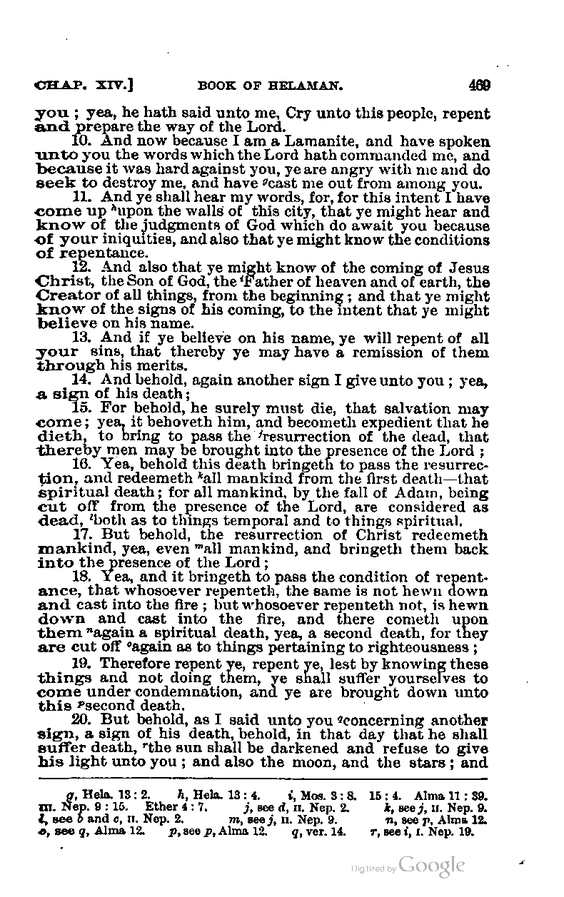 CHAP. XIV.] BOOK OF HELAMAN. 469
you ; yea, he hath said unto me, Cry unto this people, repent
and prepare the way of the Lord.
10. And now because I am a Lamanite, and have spoken
unto you the words which the Lord hath commanded me, and
because it was hard against you, ye are angry with me and do
seek to destroy me, and have ᵍcast me out from among you.
11. And ye shall hear my words, for, for this intent I have
come up ʰupon the walls of this city, that ye might hear and
know of the judgments of God which do await you because
of your iniquities, and also that ye might know the conditions
of repentance.
12. And also that ye might know of the coming of Jesus
Christ, the Son of God, the ⁱFather of heaven and of earth, the
Creator of all things, from the beginning ; and that ye might
know of the signs of his coming, to the intent that ye might
believe on his name.
13. And if ye believe on his name, ye will repent of all
your sins, that thereby ye may have a remission of them
through his merits.
14. And behold, again another sign I give unto you ; yea,
a sign of his death;
15. For behold, he surely must die, that salvation may
come; yea, it behoveth him, and becometh expedient that he
dieth, to bring to pass the ʲresurrection of the dead, that
thereby men may be brought into the presence of the Lord ;
16. Yea, behold this death bringeth to pass the resurrec-
tion, and redeemeth ᵏall mankind from the first death—that
spiritual death; for all mankind, by the fall of Adam, being
cut off from the presence of the Lord, are considered as
dead, ˡboth as to things temporal and to things spiritual.
17. But behold, the resurrection of Christ redeemeth
mankind, yea, even ᵐall mankind, and bringeth them back
into the presence of the Lord ;
18. Yea, and it bringeth to pass the condition of repent-
ance, that whosoever repenteth, the same is not hewn down
and cast into the fire ; but whosoever repenteth not, is hewn
down and cast into the fire, and there cometh upon
them ⁿagain a spiritual death, yea, a second death, for they
are cut off ᵒagain as to things pertaining to righteousness ;
19. Therefore repent ye, repent ye, lest by knowing these
things and not doing them, ye shall suffer yourselves to
come under condemnation, and ye are brought down unto
this ᵖsecond death.
20. But behold, as I said unto you ᑫconcerning another
sign, a sign of his death, behold, in that day that he shall
suffer death, ʳthe sun shall be darkened and refuse to give
his light unto you ; and also the moon, and the stars ; and
g, Hela. 13 : 2. h, Hela. 13 : 4. i, Mos. 3 : 8. 15 : 4. Alma 11 : 39.
III. Nep. 9 : 15. Ether 4 : 7. j, see d, II. Nep. 2. k, see j, II. Nep. 9.
l, see b and c, II. Nep. 2. m, see j, II. Nep. 9. n, see p, Alma 12.
o, see q, Alma 12. p, see p, Alma 12. q, ver. 14. r, see i, I. Nep. 19.
Digitized by Google